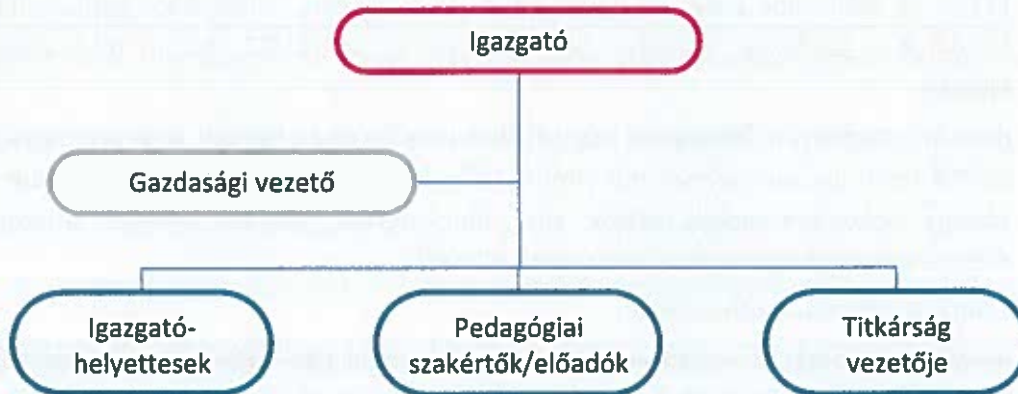 Igazgató
Gazdasági vezető
Igazgató-
helyettesek
Pedagógiai
szakértők/előadók
Titkárság
vezetője